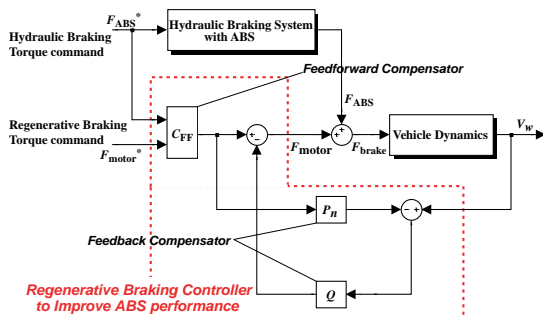 F_ABS*
Hydraulic Braking System
with ABS
Hydraulic Braking
Torque command
Feedforward Compensator
F_ABS
Regenerative Braking
Torque command
F_motor*
C_FF
+
−
F_motor
+
+
F_brake
Vehicle Dynamics
V_w
P_n
−
+
Feedback Compensator
Q
Regenerative Braking Controller
to Improve ABS performance